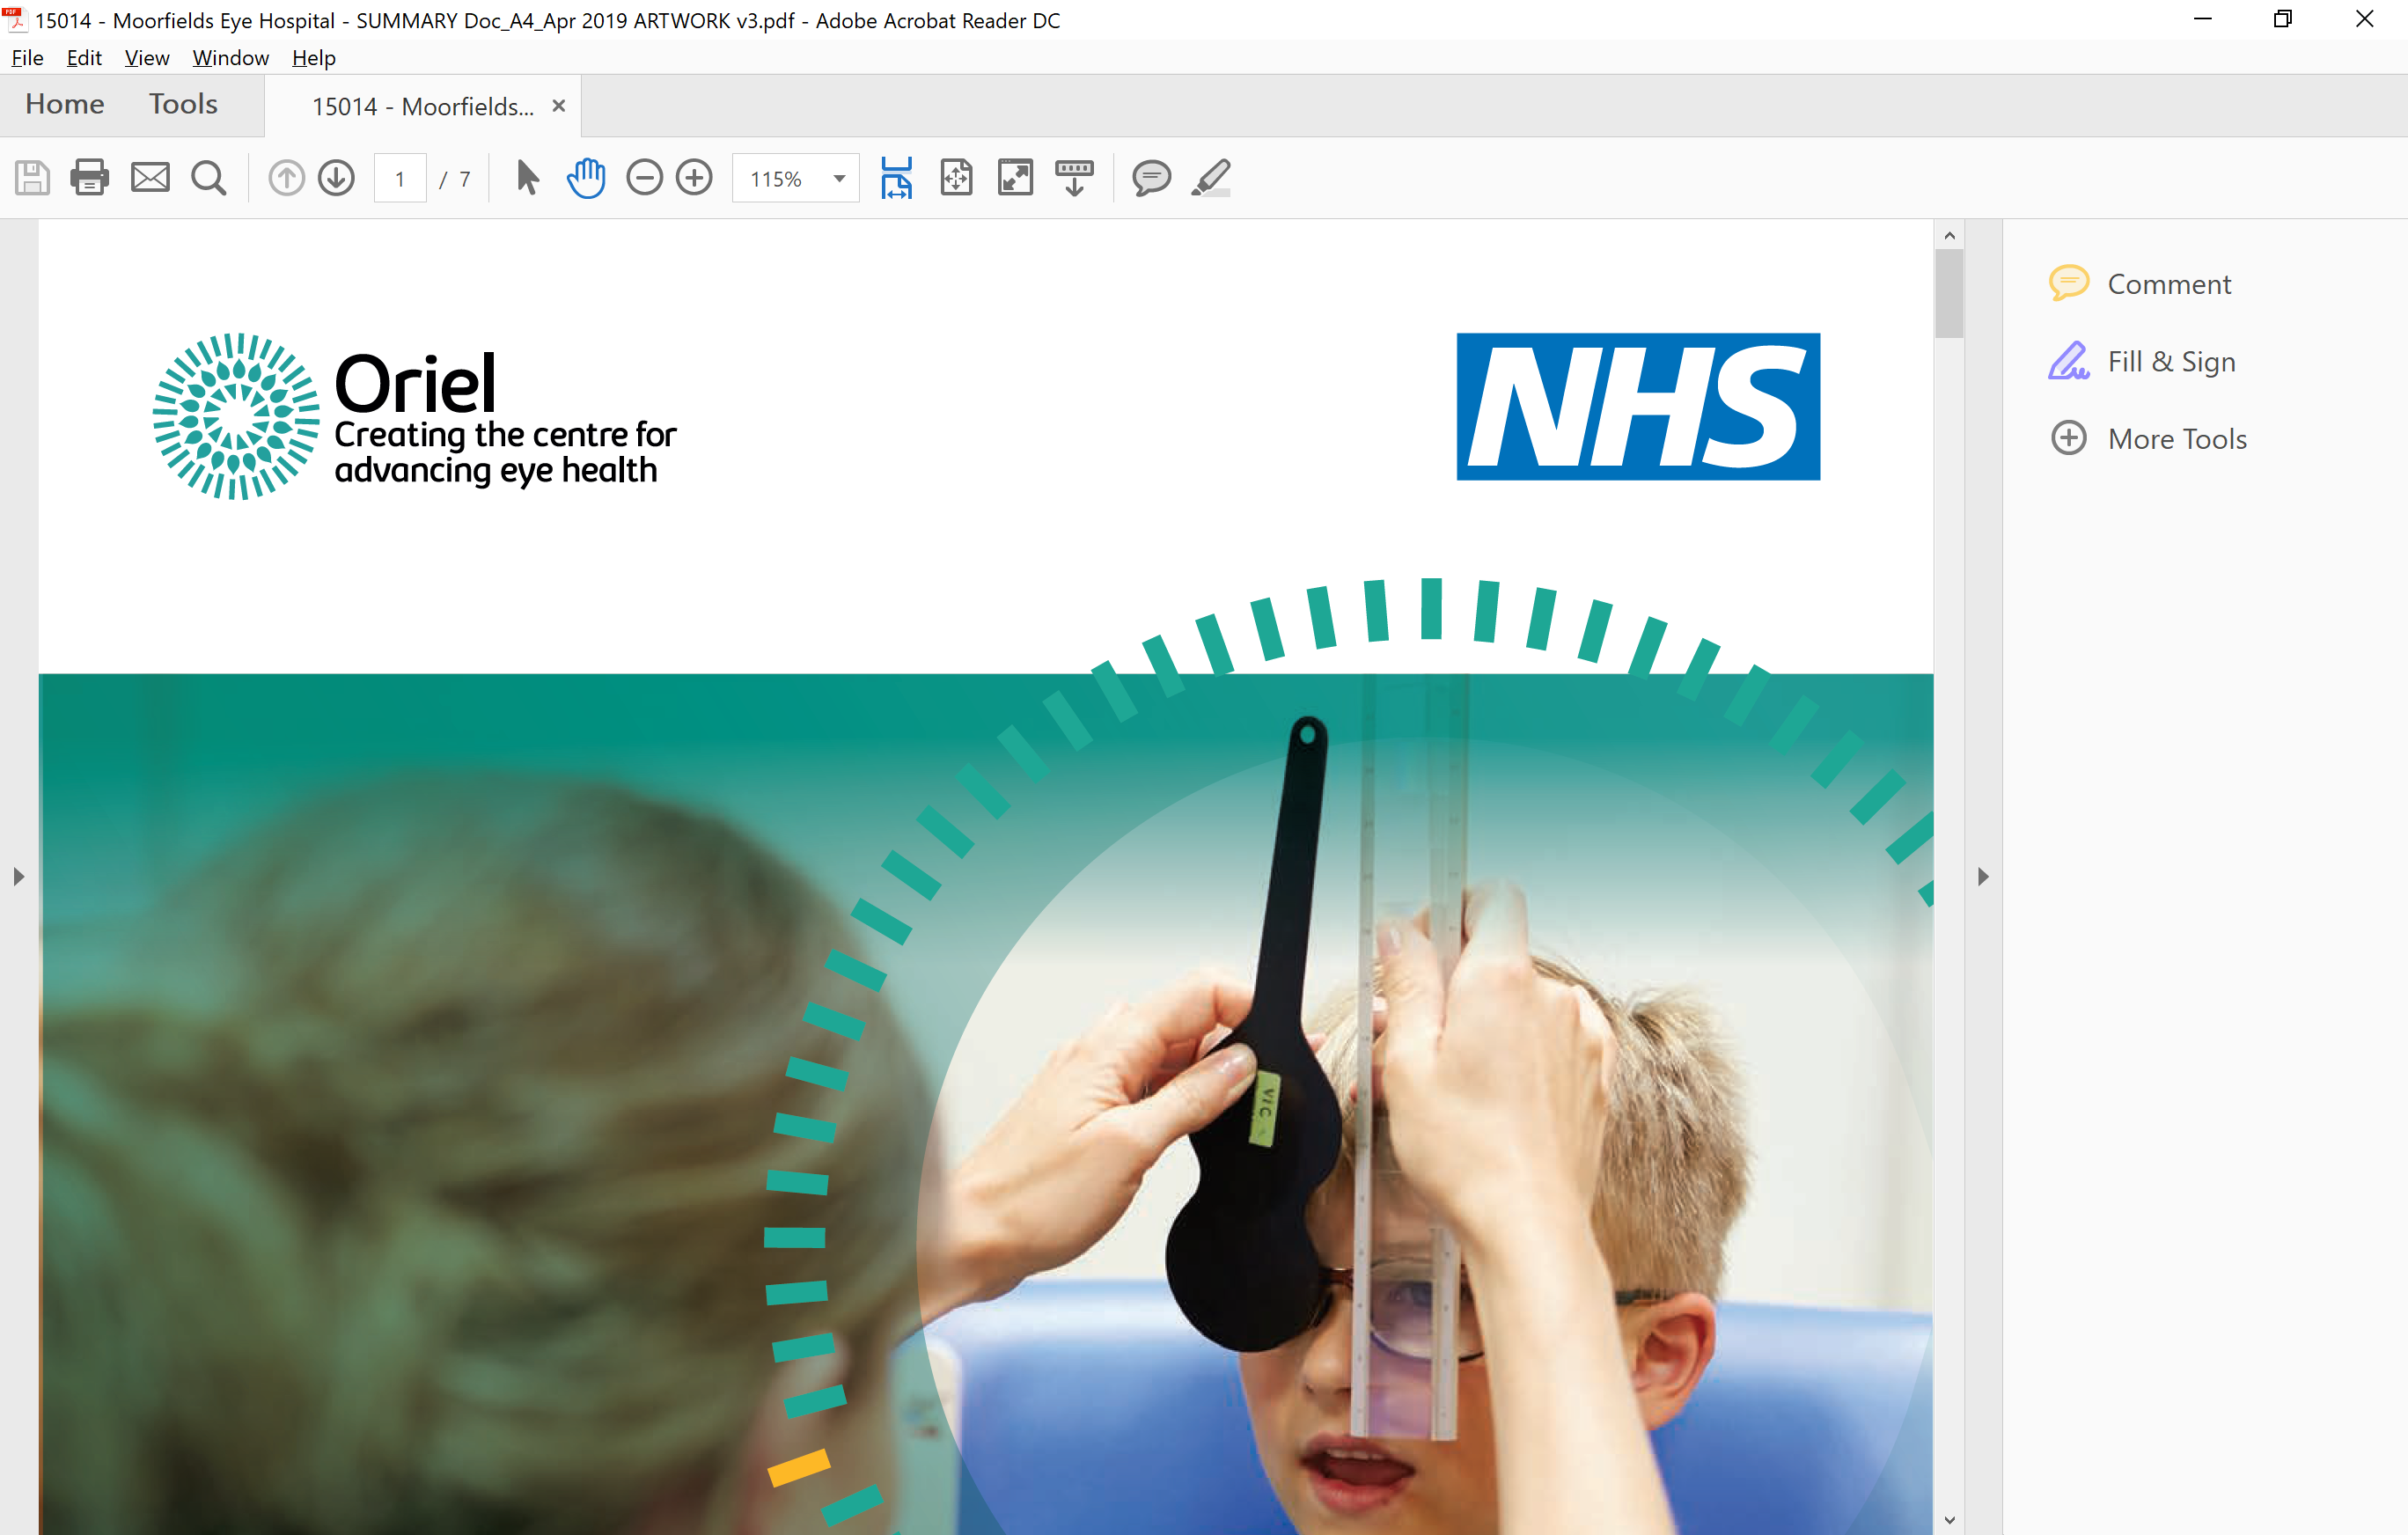 15014 - Moorfields Eye Hospital - SUMMARY Doc_A4_Apr 2019 ARTWORK v3.pdf - Adobe Acrobat Reader DC
File Edit View Window Help
Home Tools 15014 - Moorfields...
1 / 7 115%
Oriel
Creating the centre for
advancing eye health
NHS
Comment
Fill & Sign
More Tools
VIC